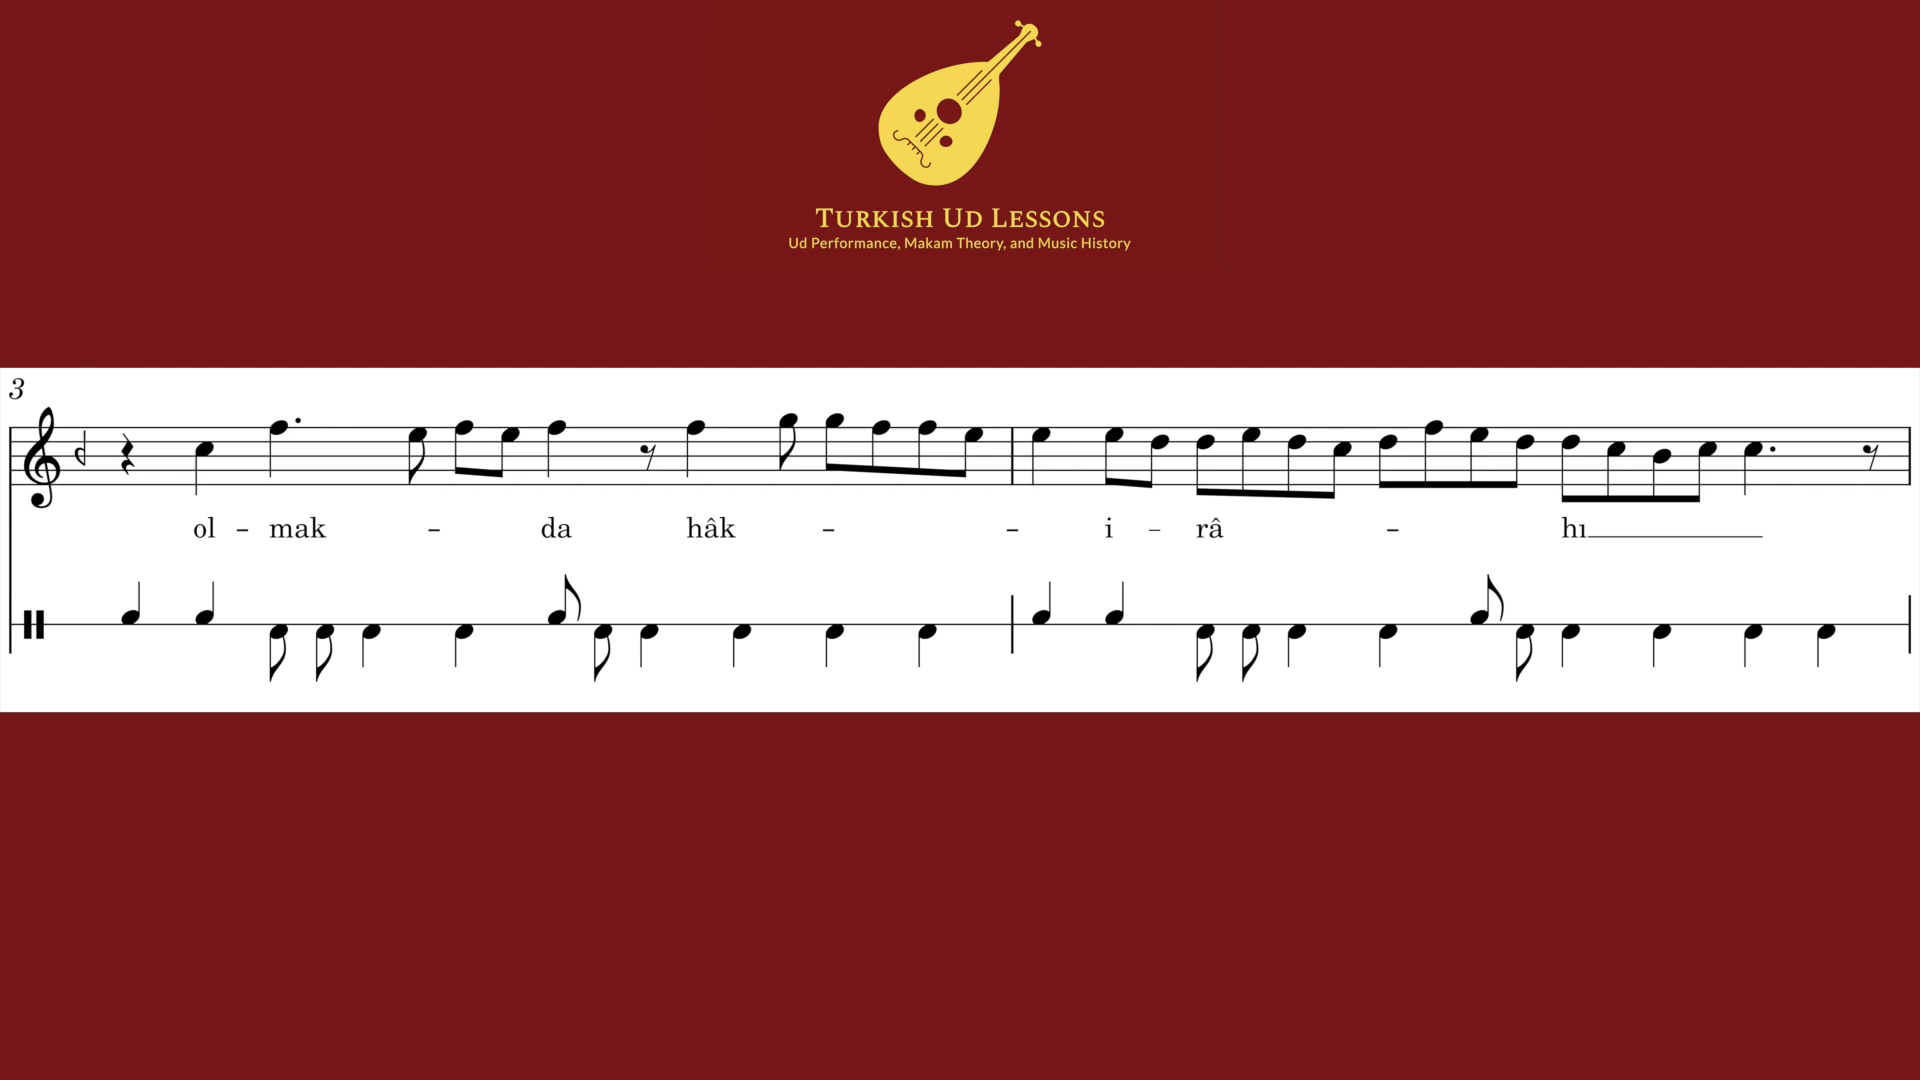 TURKISH UD LESSONS
Ud Performance, Makam Theory, and Music History
3
ol - mak - da hâk - - i - râ - hı